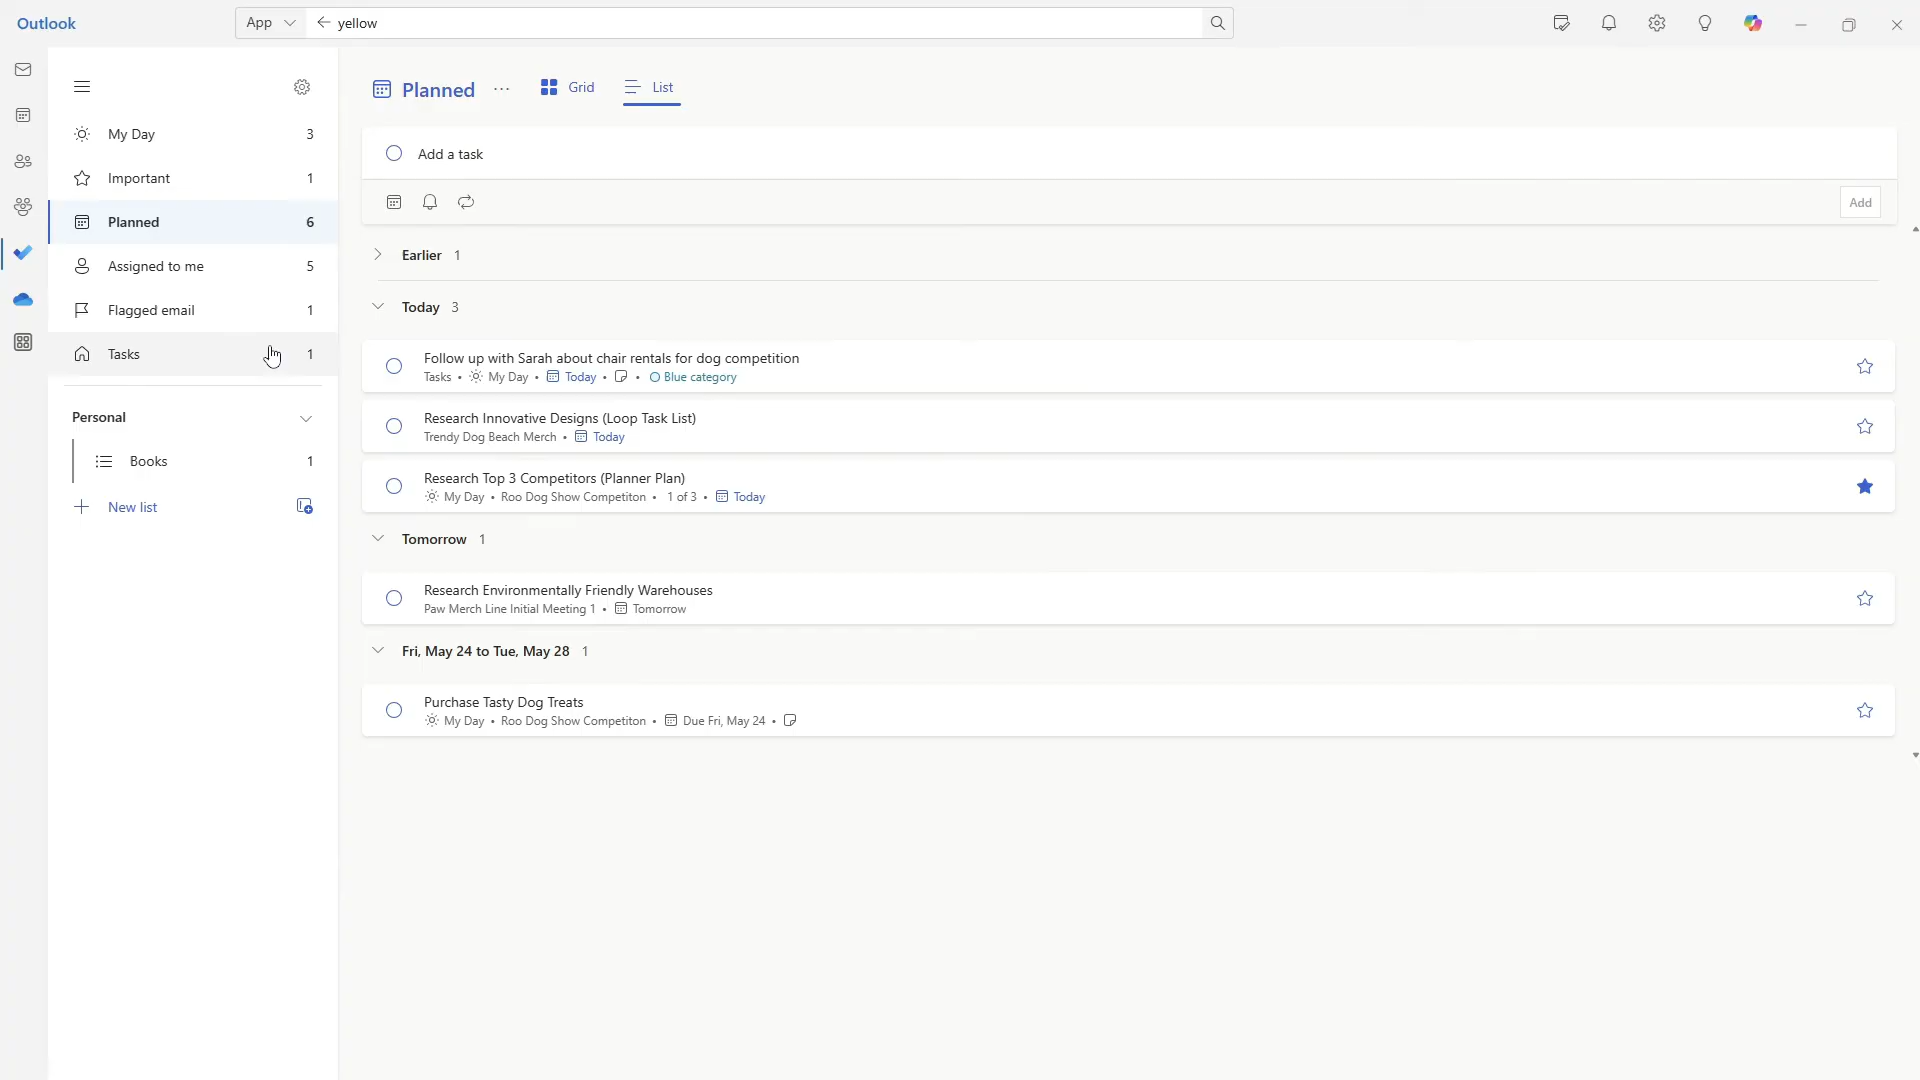 Outlook
App
yellow
My Day 3
Important 1
Planned 6
Assigned to me 5
Flagged email 1
Tasks 1
Personal
Books 1
New list
Planned ··· Grid List
Add a task
Add
Earlier 1
Today 3
Follow up with Sarah about chair rentals for dog competition
Tasks • My Day • Today • • Blue category
Research Innovative Designs (Loop Task List)
Trendy Dog Beach Merch • Today
Research Top 3 Competitors (Planner Plan)
My Day • Roo Dog Show Competiton • 1 of 3 • Today
Tomorrow 1
Research Environmentally Friendly Warehouses
Paw Merch Line Initial Meeting 1 • Tomorrow
Fri, May 24 to Tue, May 28 1
Purchase Tasty Dog Treats
My Day • Roo Dog Show Competiton • Due Fri, May 24 •